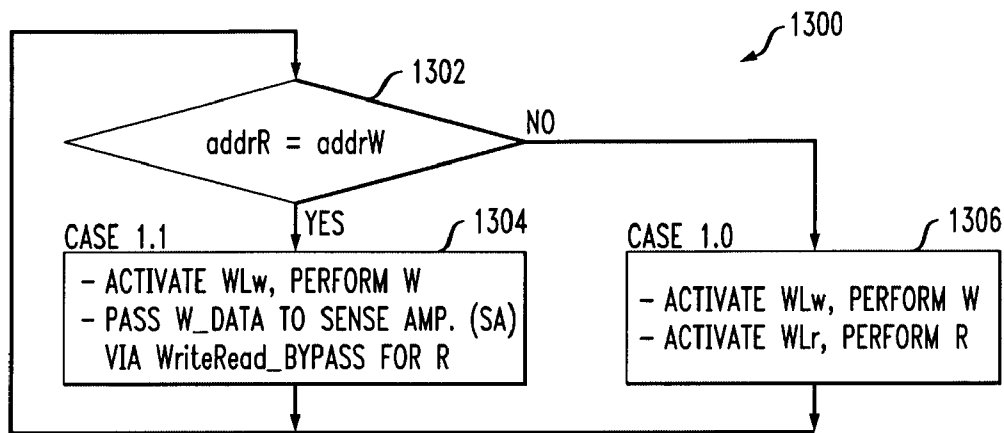 1300
1302
addrR = addrW
NO
YES
CASE 1.1
1304
- ACTIVATE WLw, PERFORM W
- PASS W_DATA TO SENSE AMP. (SA)
VIA WriteRead_BYPASS FOR R
CASE 1.0
1306
- ACTIVATE WLw, PERFORM W
- ACTIVATE WLr, PERFORM R